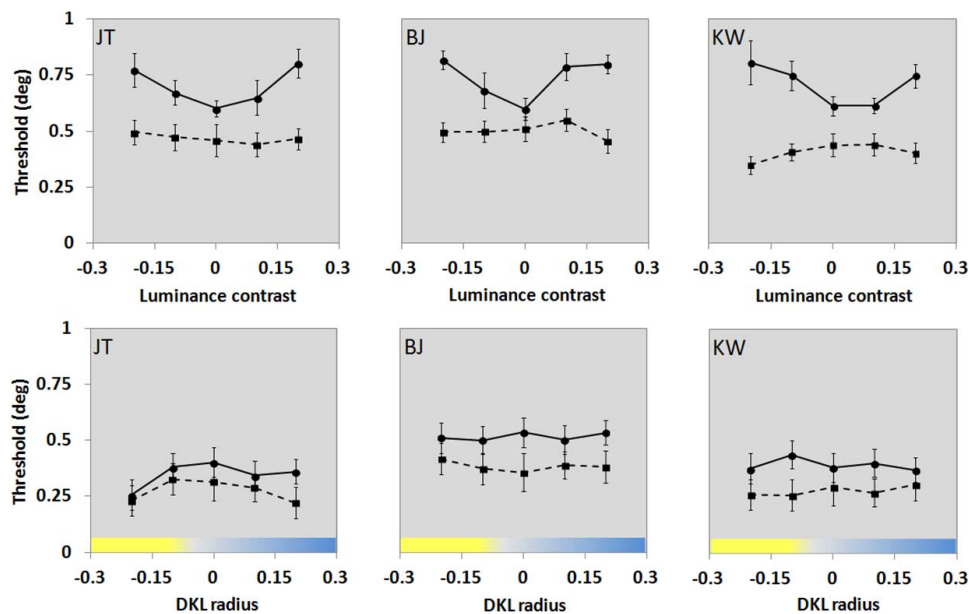 JT
BJ
KW
Threshold (deg)
1
0.75
0.5
0.25
0
-0.3 -0.15 0 0.15 0.3
-0.3 -0.15 0 0.15 0.3
-0.3 -0.15 0 0.15 0.3
Luminance contrast
Luminance contrast
Luminance contrast
JT
BJ
KW
Threshold (deg)
1
0.75
0.5
0.25
0
-0.3 -0.15 0 0.15 0.3
-0.3 -0.15 0 0.15 0.3
-0.3 -0.15 0 0.15 0.3
DKL radius
DKL radius
DKL radius